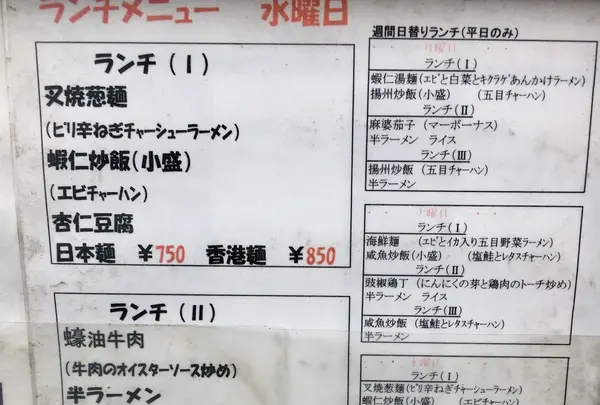 ランチメニュー 水曜日
ランチ(Ⅰ)
叉焼葱麺
(ピリ辛ねぎチャーシューラーメン)
蝦仁炒飯(小盛)
(エビチャーハン)
杏仁豆腐
日本麺 ¥750 香港麺 ¥850
ランチ(Ⅱ)
蠔油牛肉
(牛肉のオイスターソース炒め)
半ラーメン
週間日替りランチ(平日のみ)
月曜日
ランチ(Ⅰ)
蝦仁湯麺(エビと白菜とキクラゲあんかけラーメン)
揚州炒飯(小盛) (五目チャーハン)
ランチ(Ⅱ)
麻婆茄子(マーボーナス)
半ラーメン ライス
ランチ(Ⅲ)
揚州炒飯(五目チャーハン)
半ラーメン
曜日
ランチ(Ⅰ)
海鮮麺 (エビとイカ入り五目野菜ラーメン)
咸魚炒飯(小盛) (塩鮭とレタスチャーハン)
ランチ(Ⅱ)
豉椒鶏丁(にんにくの芽と鶏肉のトーチ炒め)
半ラーメン ライス
ランチ(Ⅲ)
咸魚炒飯(塩鮭とレタスチャーハン)
半ラーメン
曜日
ランチ(Ⅰ)
叉焼葱麺(ピリ辛ねぎチャーシューラーメン)
蝦仁炒飯(小盛) (エビチャーハン)